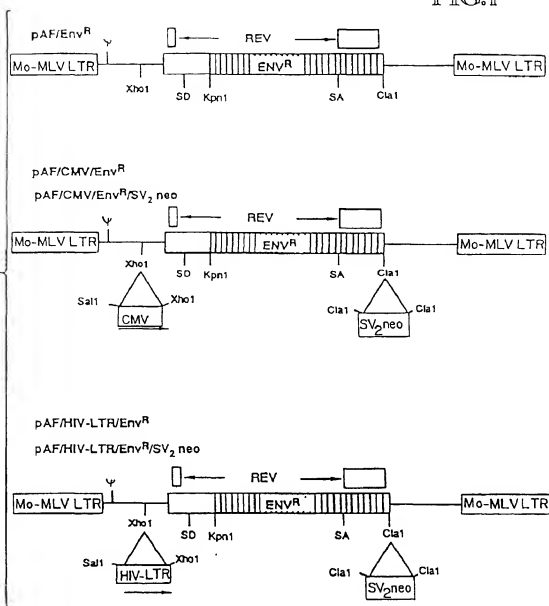 FIG.1
pAF/Env^R
REV
Mo-MLV LTR Ψ ENV^R Mo-MLV LTR
Xho1 SD Kpn1 SA Cla1
pAF/CMV/Env^R
pAF/CMV/Env^R/SV₂ neo
REV
Mo-MLV LTR Ψ ENV^R Mo-MLV LTR
Xho1 SD Kpn1 SA Cla1
Sal1 Xho1 Cla1 Cla1
CMV SV₂neo
pAF/HIV-LTR/Env^R
pAF/HIV-LTR/Env^R/SV₂ neo
REV
Mo-MLV LTR Ψ ENV^R Mo-MLV LTR
Xho1 SD Kpn1 SA Cla1
Sal1 Xho1 Cla1 Cla1
HIV-LTR SV₂neo